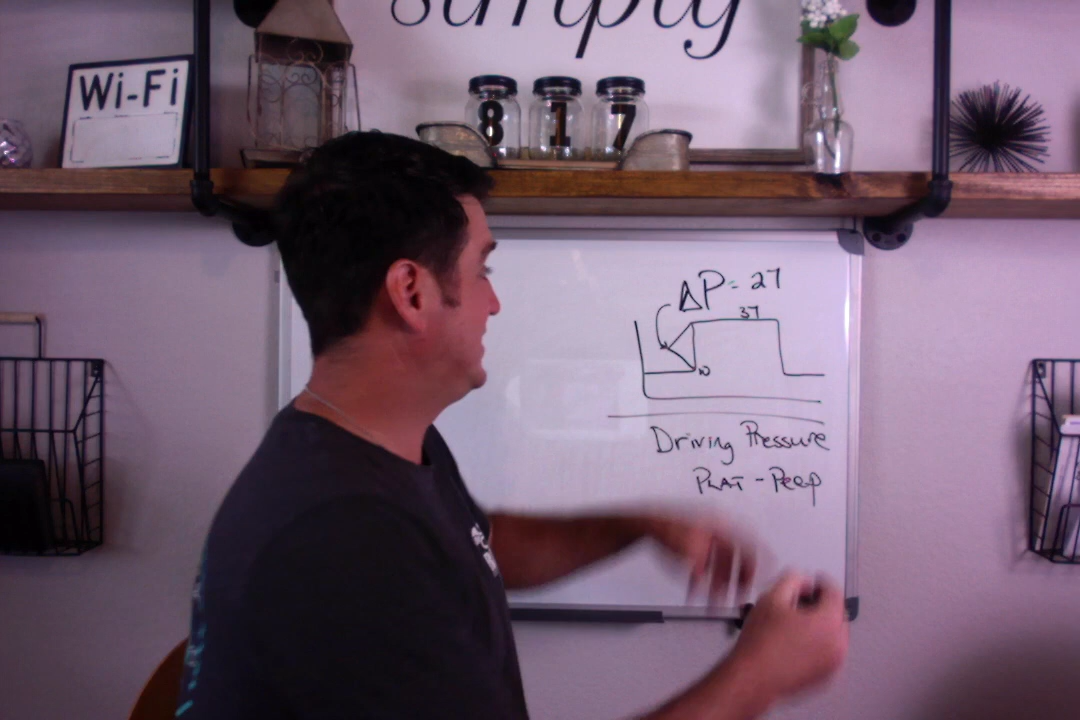 simply
Wi-Fi
8 1 7
ΔP = 27
37
10
Driving Pressure
PLAT - Peep